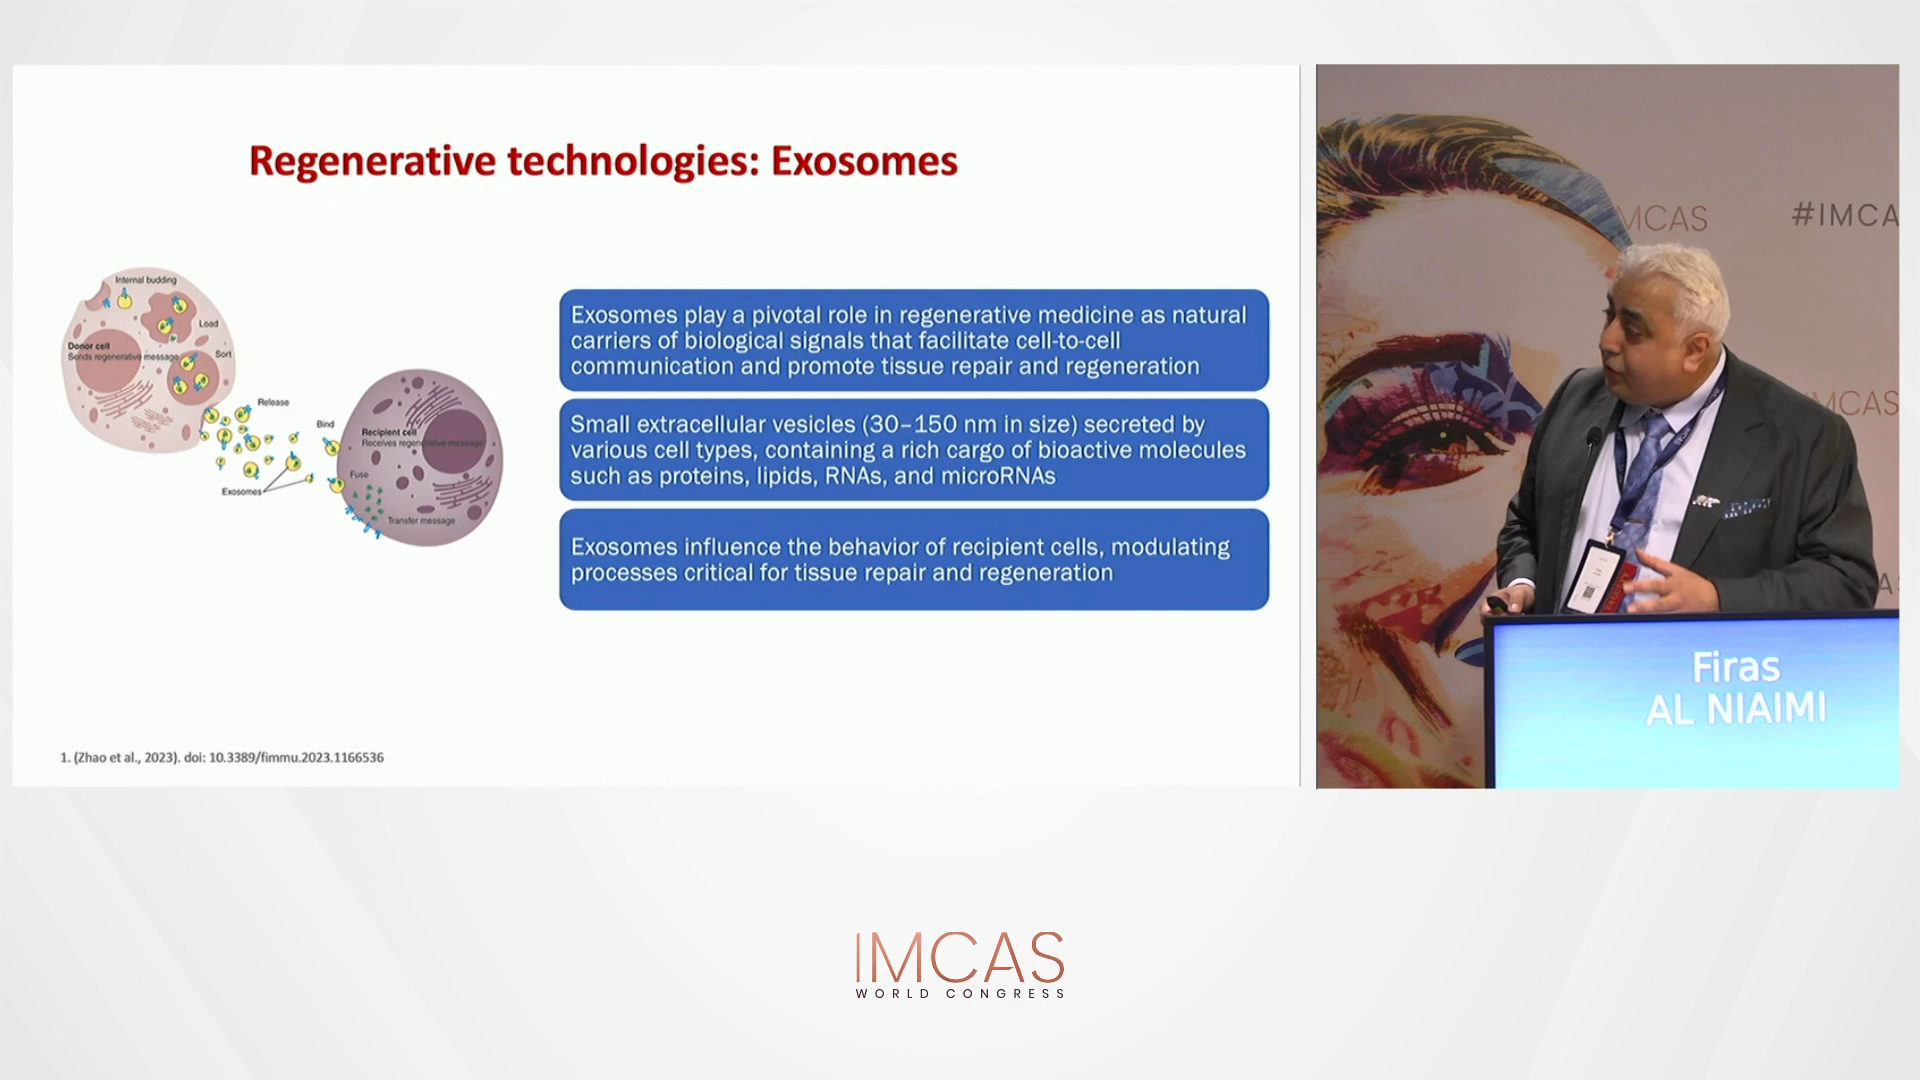 Regenerative technologies: Exosomes
Internal budding
Load
Donor cell
Sends regenerative message
Sort
Release
Bind
Recipient cell
Receives regenerative message
Fuse
Exosomes
Transfer message
Exosomes play a pivotal role in regenerative medicine as natural
carriers of biological signals that facilitate cell-to-cell
communication and promote tissue repair and regeneration
Small extracellular vesicles (30–150 nm in size) secreted by
various cell types, containing a rich cargo of bioactive molecules
such as proteins, lipids, RNAs, and microRNAs
Exosomes influence the behavior of recipient cells, modulating
processes critical for tissue repair and regeneration
1. (Zhao et al., 2023). doi: 10.3389/fimmu.2023.1166536
MCAS
#IMCA
IMCAS
Firas
AL NIAIMI
IMCAS
WORLD CONGRESS